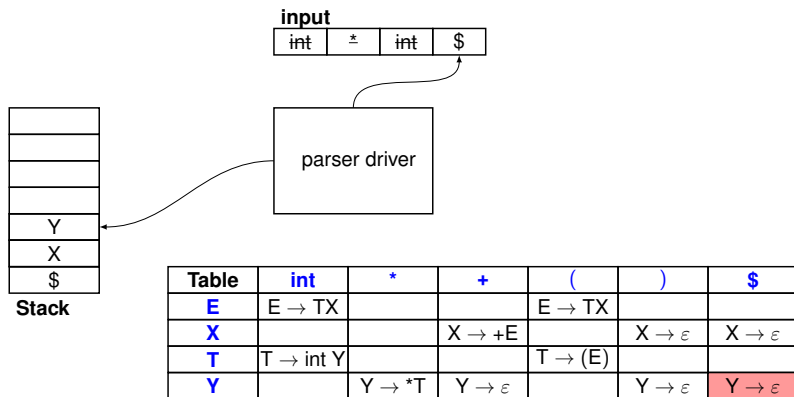 input
int * int $
parser driver
Y
X
$
Stack
Table int * + ( ) $
E E → TX E → TX
X X → +E X → ε X → ε
T T → int Y T → (E)
Y Y → *T Y → ε Y → ε Y → ε